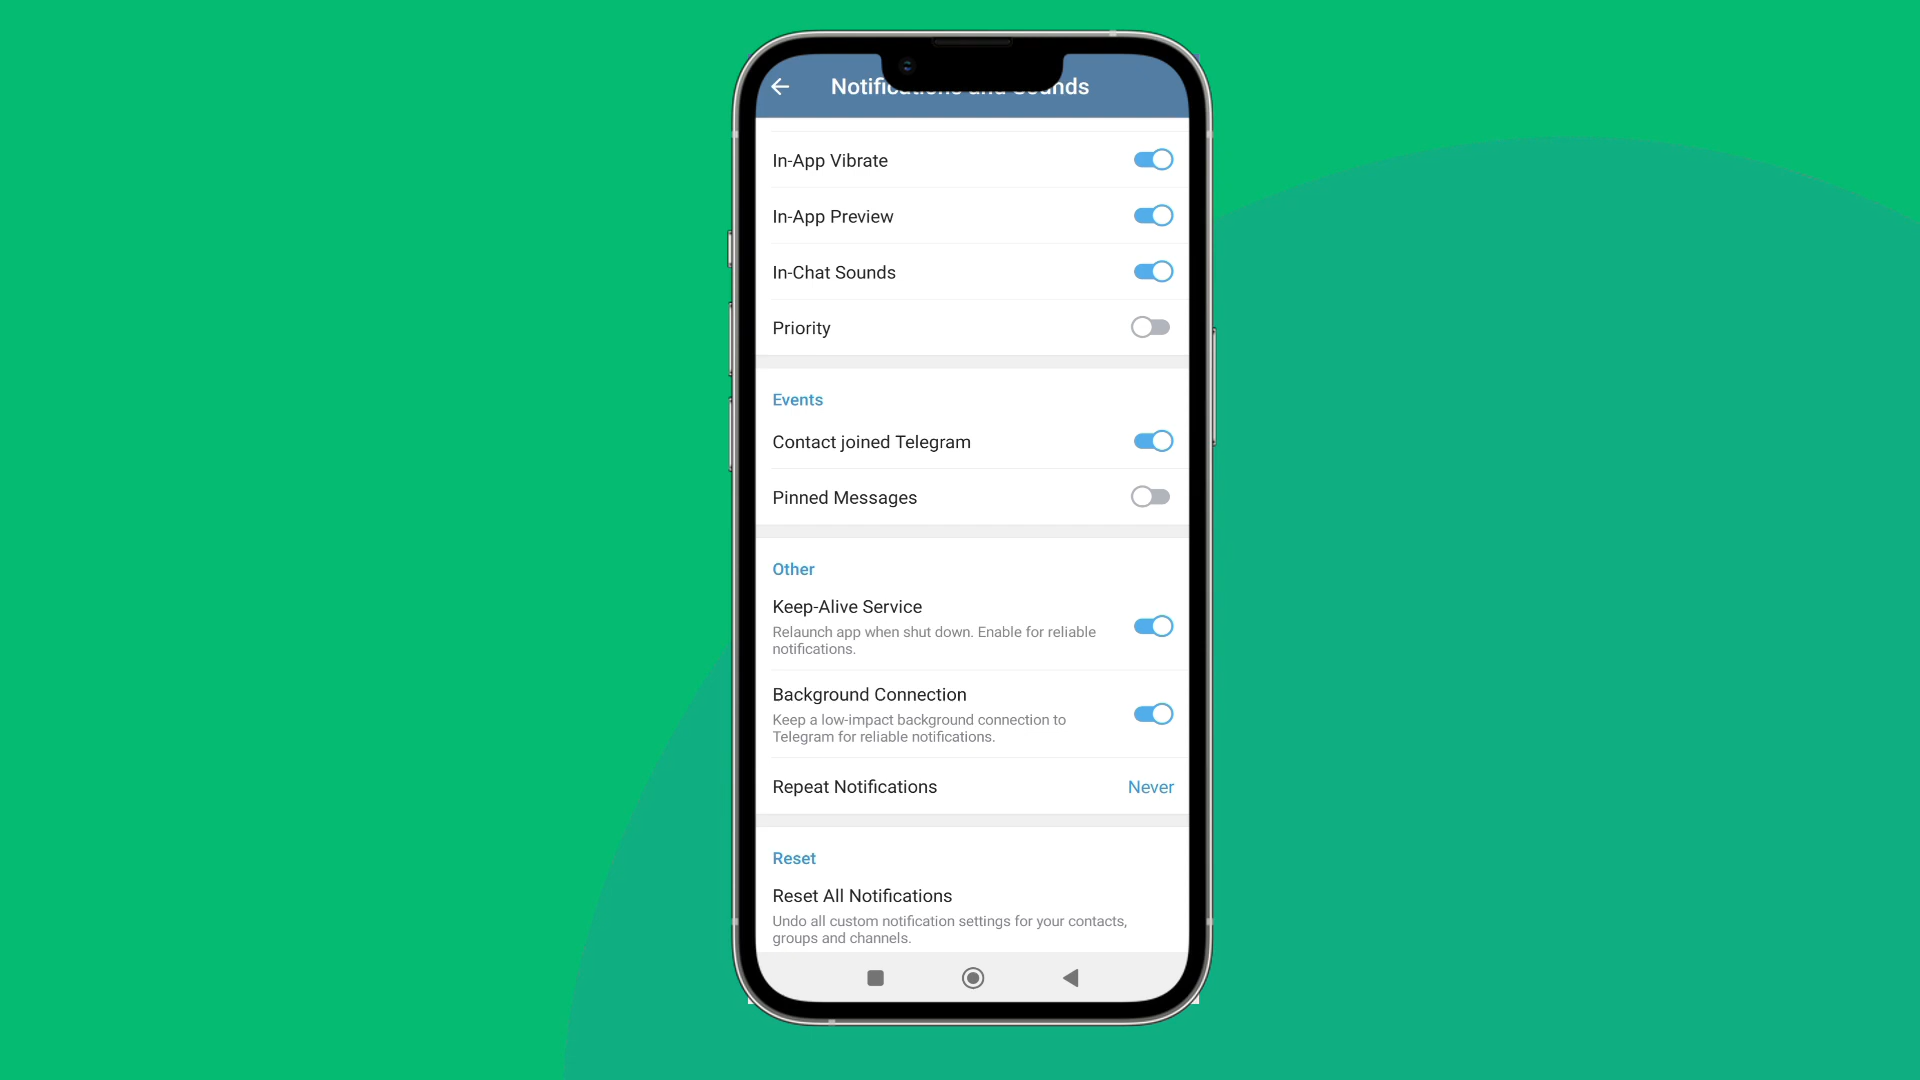 Notifications and Sounds
In-App Vibrate
In-App Preview
In-Chat Sounds
Priority
Events
Contact joined Telegram
Pinned Messages
Other
Keep-Alive Service
Relaunch app when shut down. Enable for reliable
notifications.
Background Connection
Keep a low-impact background connection to
Telegram for reliable notifications.
Repeat Notifications Never
Reset
Reset All Notifications
Undo all custom notification settings for your contacts,
groups and channels.